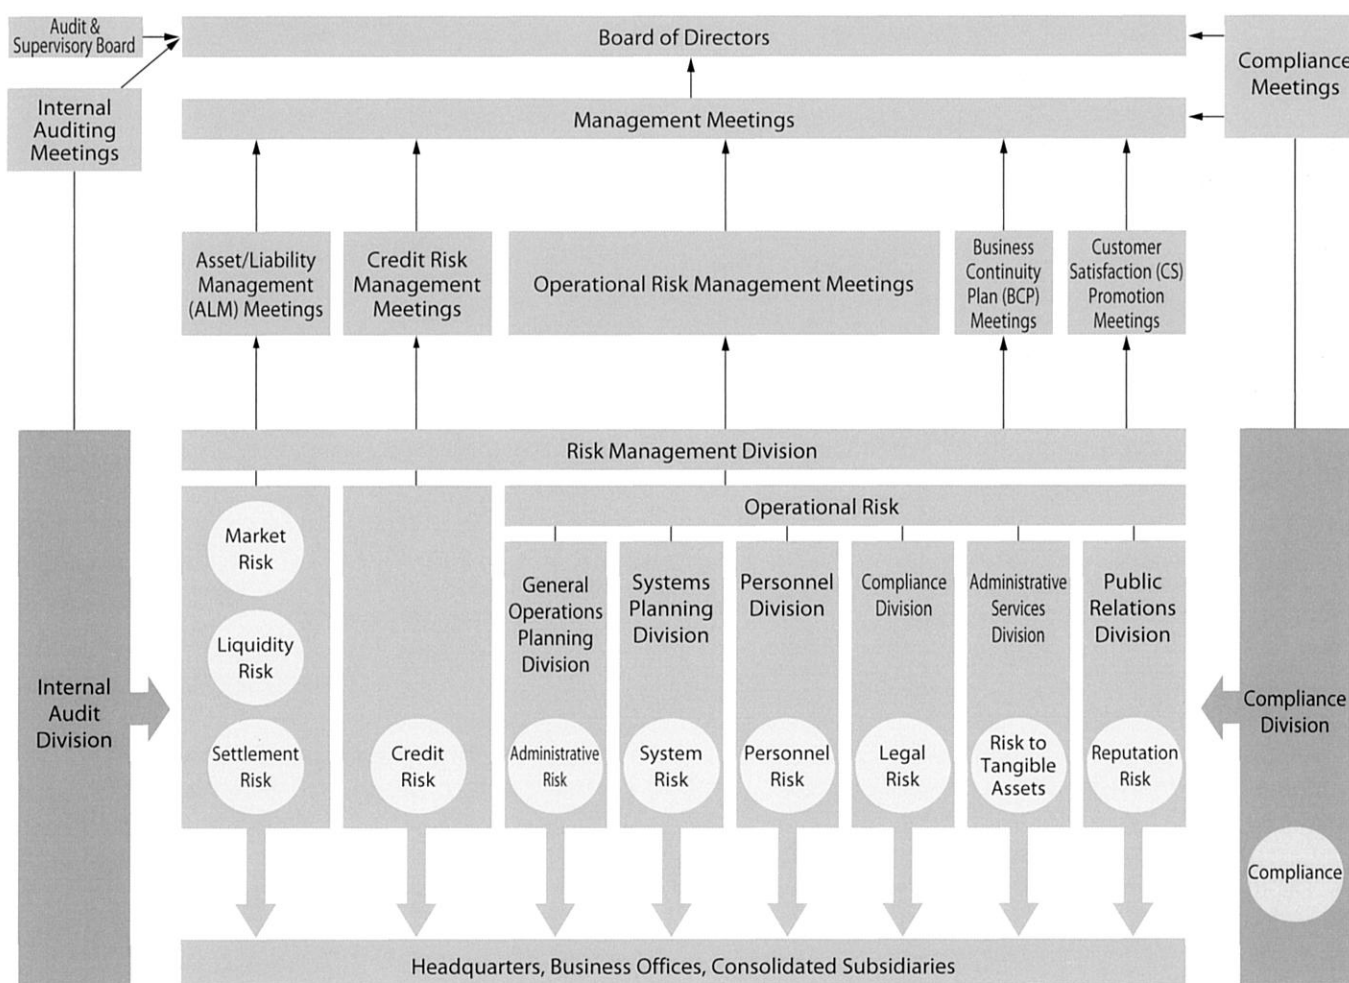 Audit &
Supervisory Board
Board of Directors
Compliance
Meetings
Internal
Auditing
Meetings
Management Meetings
Asset/Liability
Management
(ALM) Meetings
Credit Risk
Management
Meetings
Operational Risk Management Meetings
Business
Continuity
Plan (BCP)
Meetings
Customer
Satisfaction (CS)
Promotion
Meetings
Risk Management Division
Operational Risk
Market
Risk
Liquidity
Risk
Settlement
Risk
Credit
Risk
General
Operations
Planning
Division
Administrative
Risk
Systems
Planning
Division
System
Risk
Personnel
Division
Personnel
Risk
Compliance
Division
Legal
Risk
Administrative
Services
Division
Risk to
Tangible
Assets
Public
Relations
Division
Reputation
Risk
Internal
Audit
Division
Compliance
Division
Compliance
Headquarters, Business Offices, Consolidated Subsidiaries